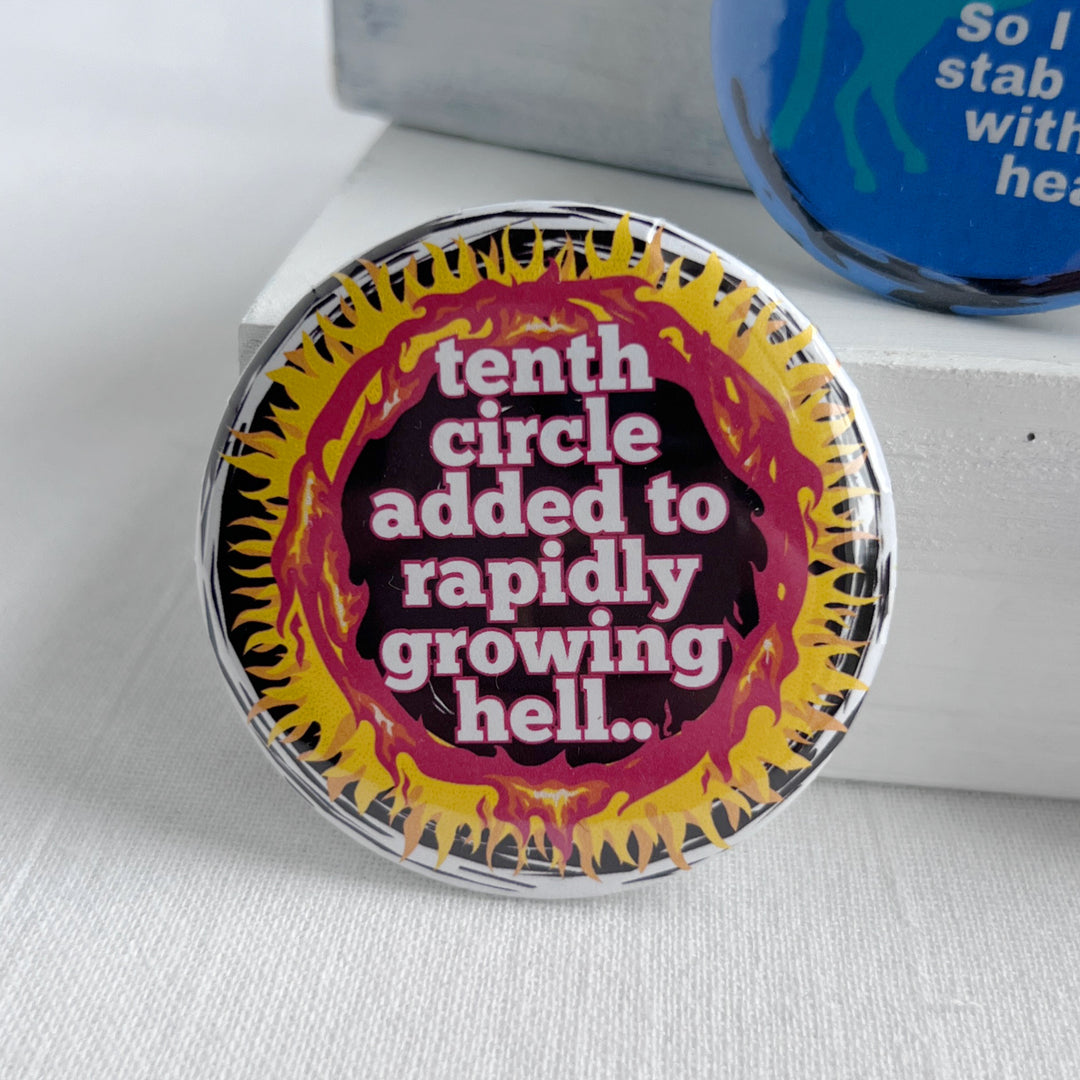 So I
stab
with
tenth
circle
added to
rapidly
growing
hell..